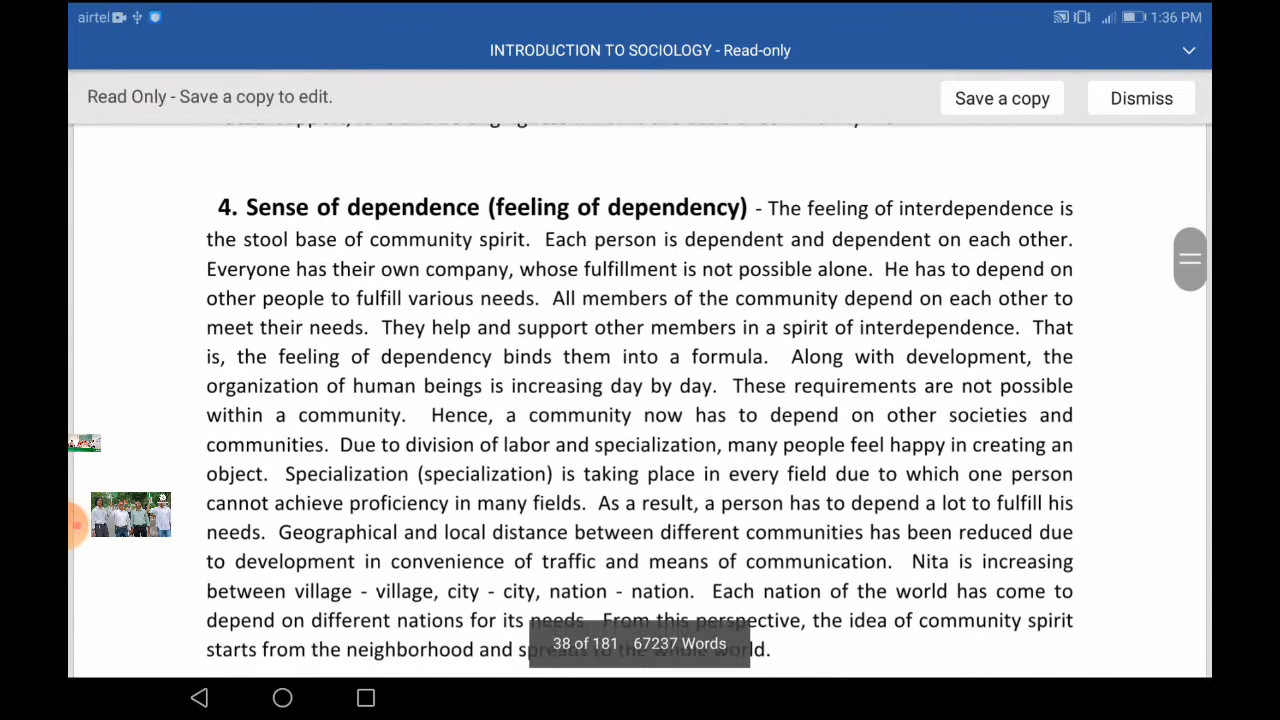 airtel 1:36 PM
INTRODUCTION TO SOCIOLOGY - Read-only
Read Only - Save a copy to edit. Save a copy Dismiss
4. Sense of dependence (feeling of dependency) - The feeling of interdependence is
the stool base of community spirit. Each person is dependent and dependent on each other.
Everyone has their own company, whose fulfillment is not possible alone. He has to depend on
other people to fulfill various needs. All members of the community depend on each other to
meet their needs. They help and support other members in a spirit of interdependence. That
is, the feeling of dependency binds them into a formula. Along with development, the
organization of human beings is increasing day by day. These requirements are not possible
within a community. Hence, a community now has to depend on other societies and
communities. Due to division of labor and specialization, many people feel happy in creating an
object. Specialization (specialization) is taking place in every field due to which one person
cannot achieve proficiency in many fields. As a result, a person has to depend a lot to fulfill his
needs. Geographical and local distance between different communities has been reduced due
to development in convenience of traffic and means of communication. Nita is increasing
between village - village, city - city, nation - nation. Each nation of the world has come to
depend on different nations for its needs. From this perspective, the idea of community spirit
starts from the neighborhood and spreads to the whole world.
38 of 181 67237 Words